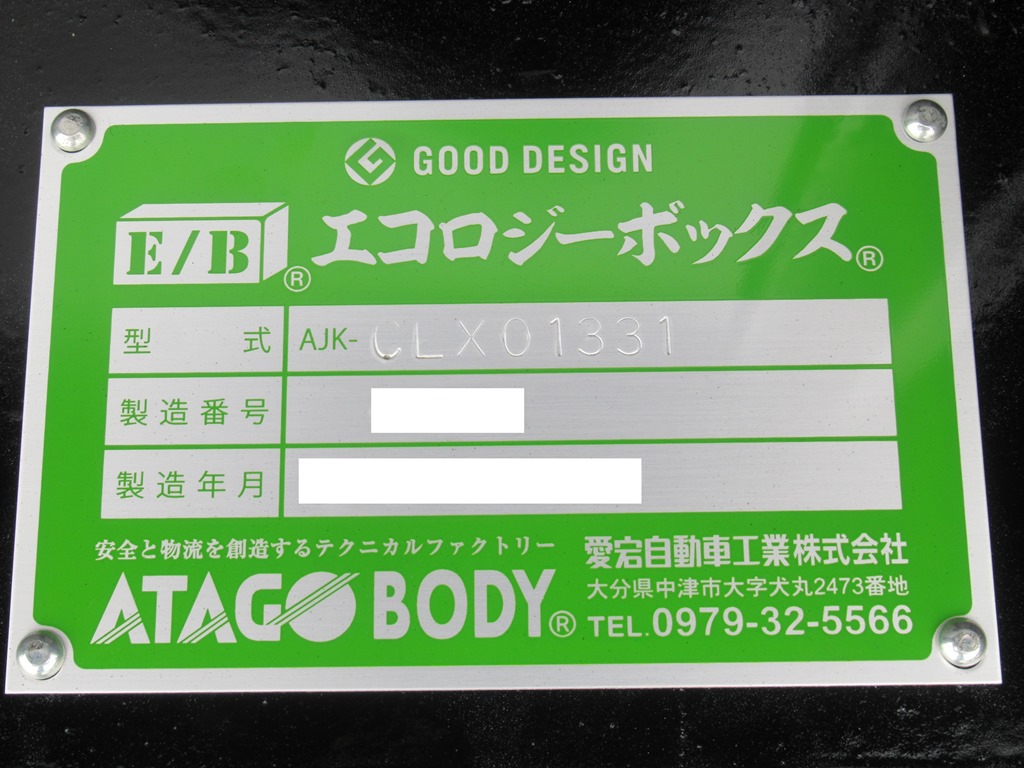 GOOD DESIGN
E/B® エコロジーボックス®
型式 AJK-CLX01331
製造番号
製造年月
安全と物流を創造するテクニカルファクトリー
ATAGO BODY®
愛宕自動車工業株式会社
大分県中津市大字犬丸2473番地
TEL.0979-32-5566